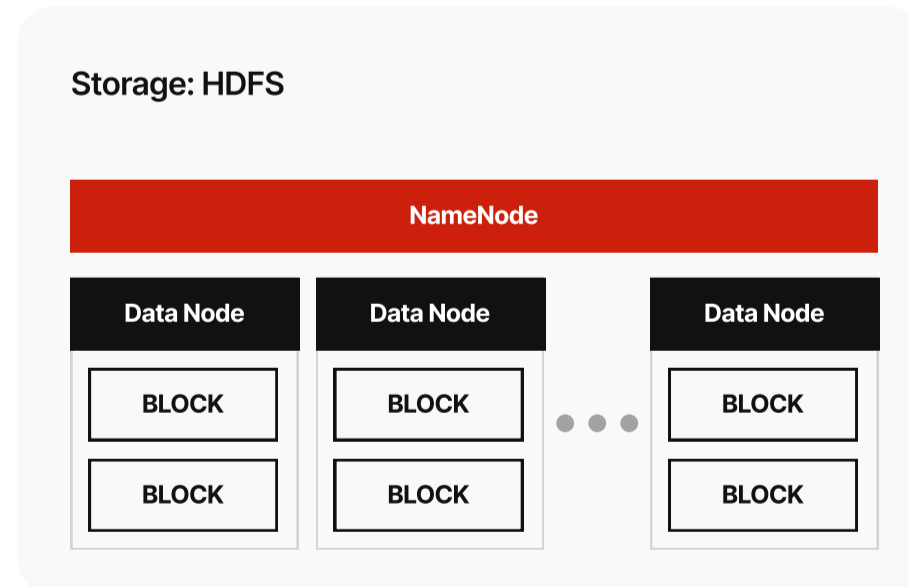 Storage: HDFS
NameNode
Data Node
Data Node
Data Node
BLOCK
BLOCK
BLOCK
BLOCK
BLOCK
BLOCK